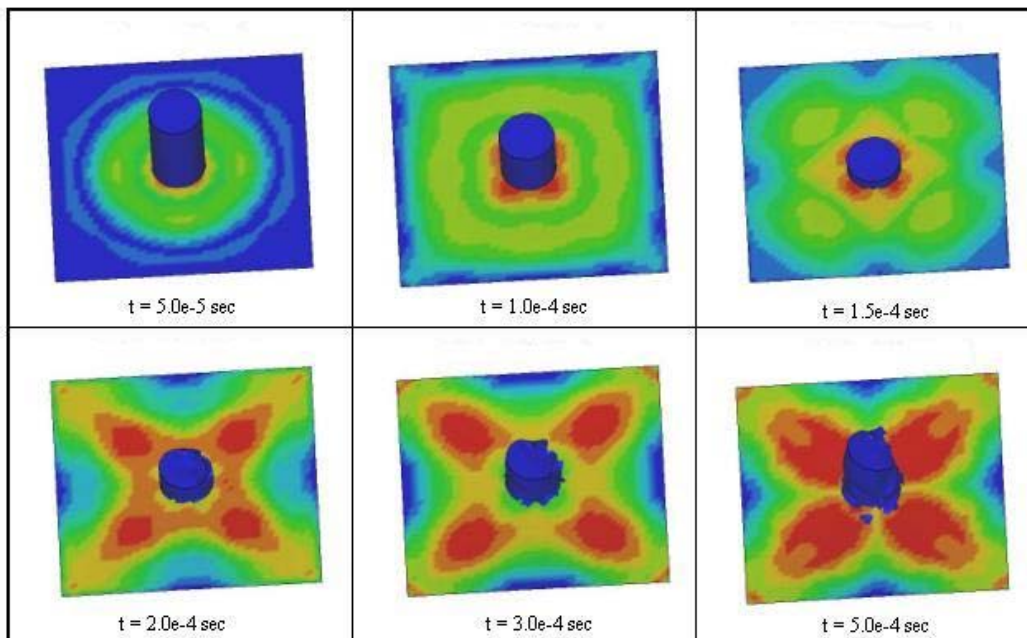 t = 5.0e-5 sec
t = 1.0e-4 sec
t = 1.5e-4 sec
t = 2.0e-4 sec
t = 3.0e-4 sec
t = 5.0e-4 sec